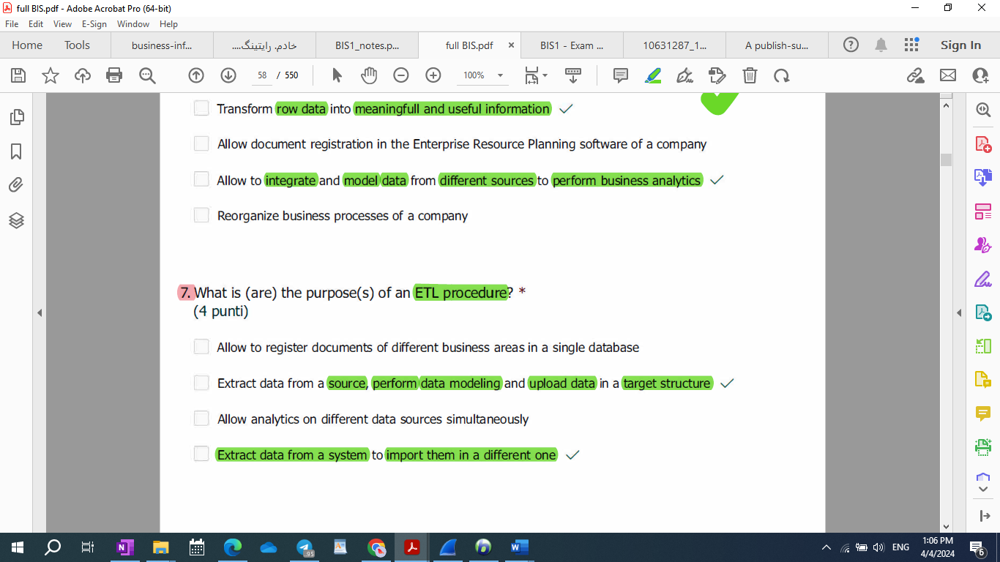 full BIS.pdf - Adobe Acrobat Pro (64-bit)
File Edit View E-Sign Window Help
Home Tools business-inf... خادم. رایتینگ.... BIS1_notes.p... full BIS.pdf × BIS1 - Exam ... 10631287_1... A publish-su... Sign In
58 / 550 100%
Transform row data into meaningfull and useful information
Allow document registration in the Enterprise Resource Planning software of a company
Allow to integrate and model data from different sources to perform business analytics
Reorganize business processes of a company
7. What is (are) the purpose(s) of an ETL procedure? *
(4 punti)
Allow to register documents of different business areas in a single database
Extract data from a source, perform data modeling and upload data in a target structure
Allow analytics on different data sources simultaneously
Extract data from a system to import them in a different one
95
ENG
1:06 PM
4/4/2024
6